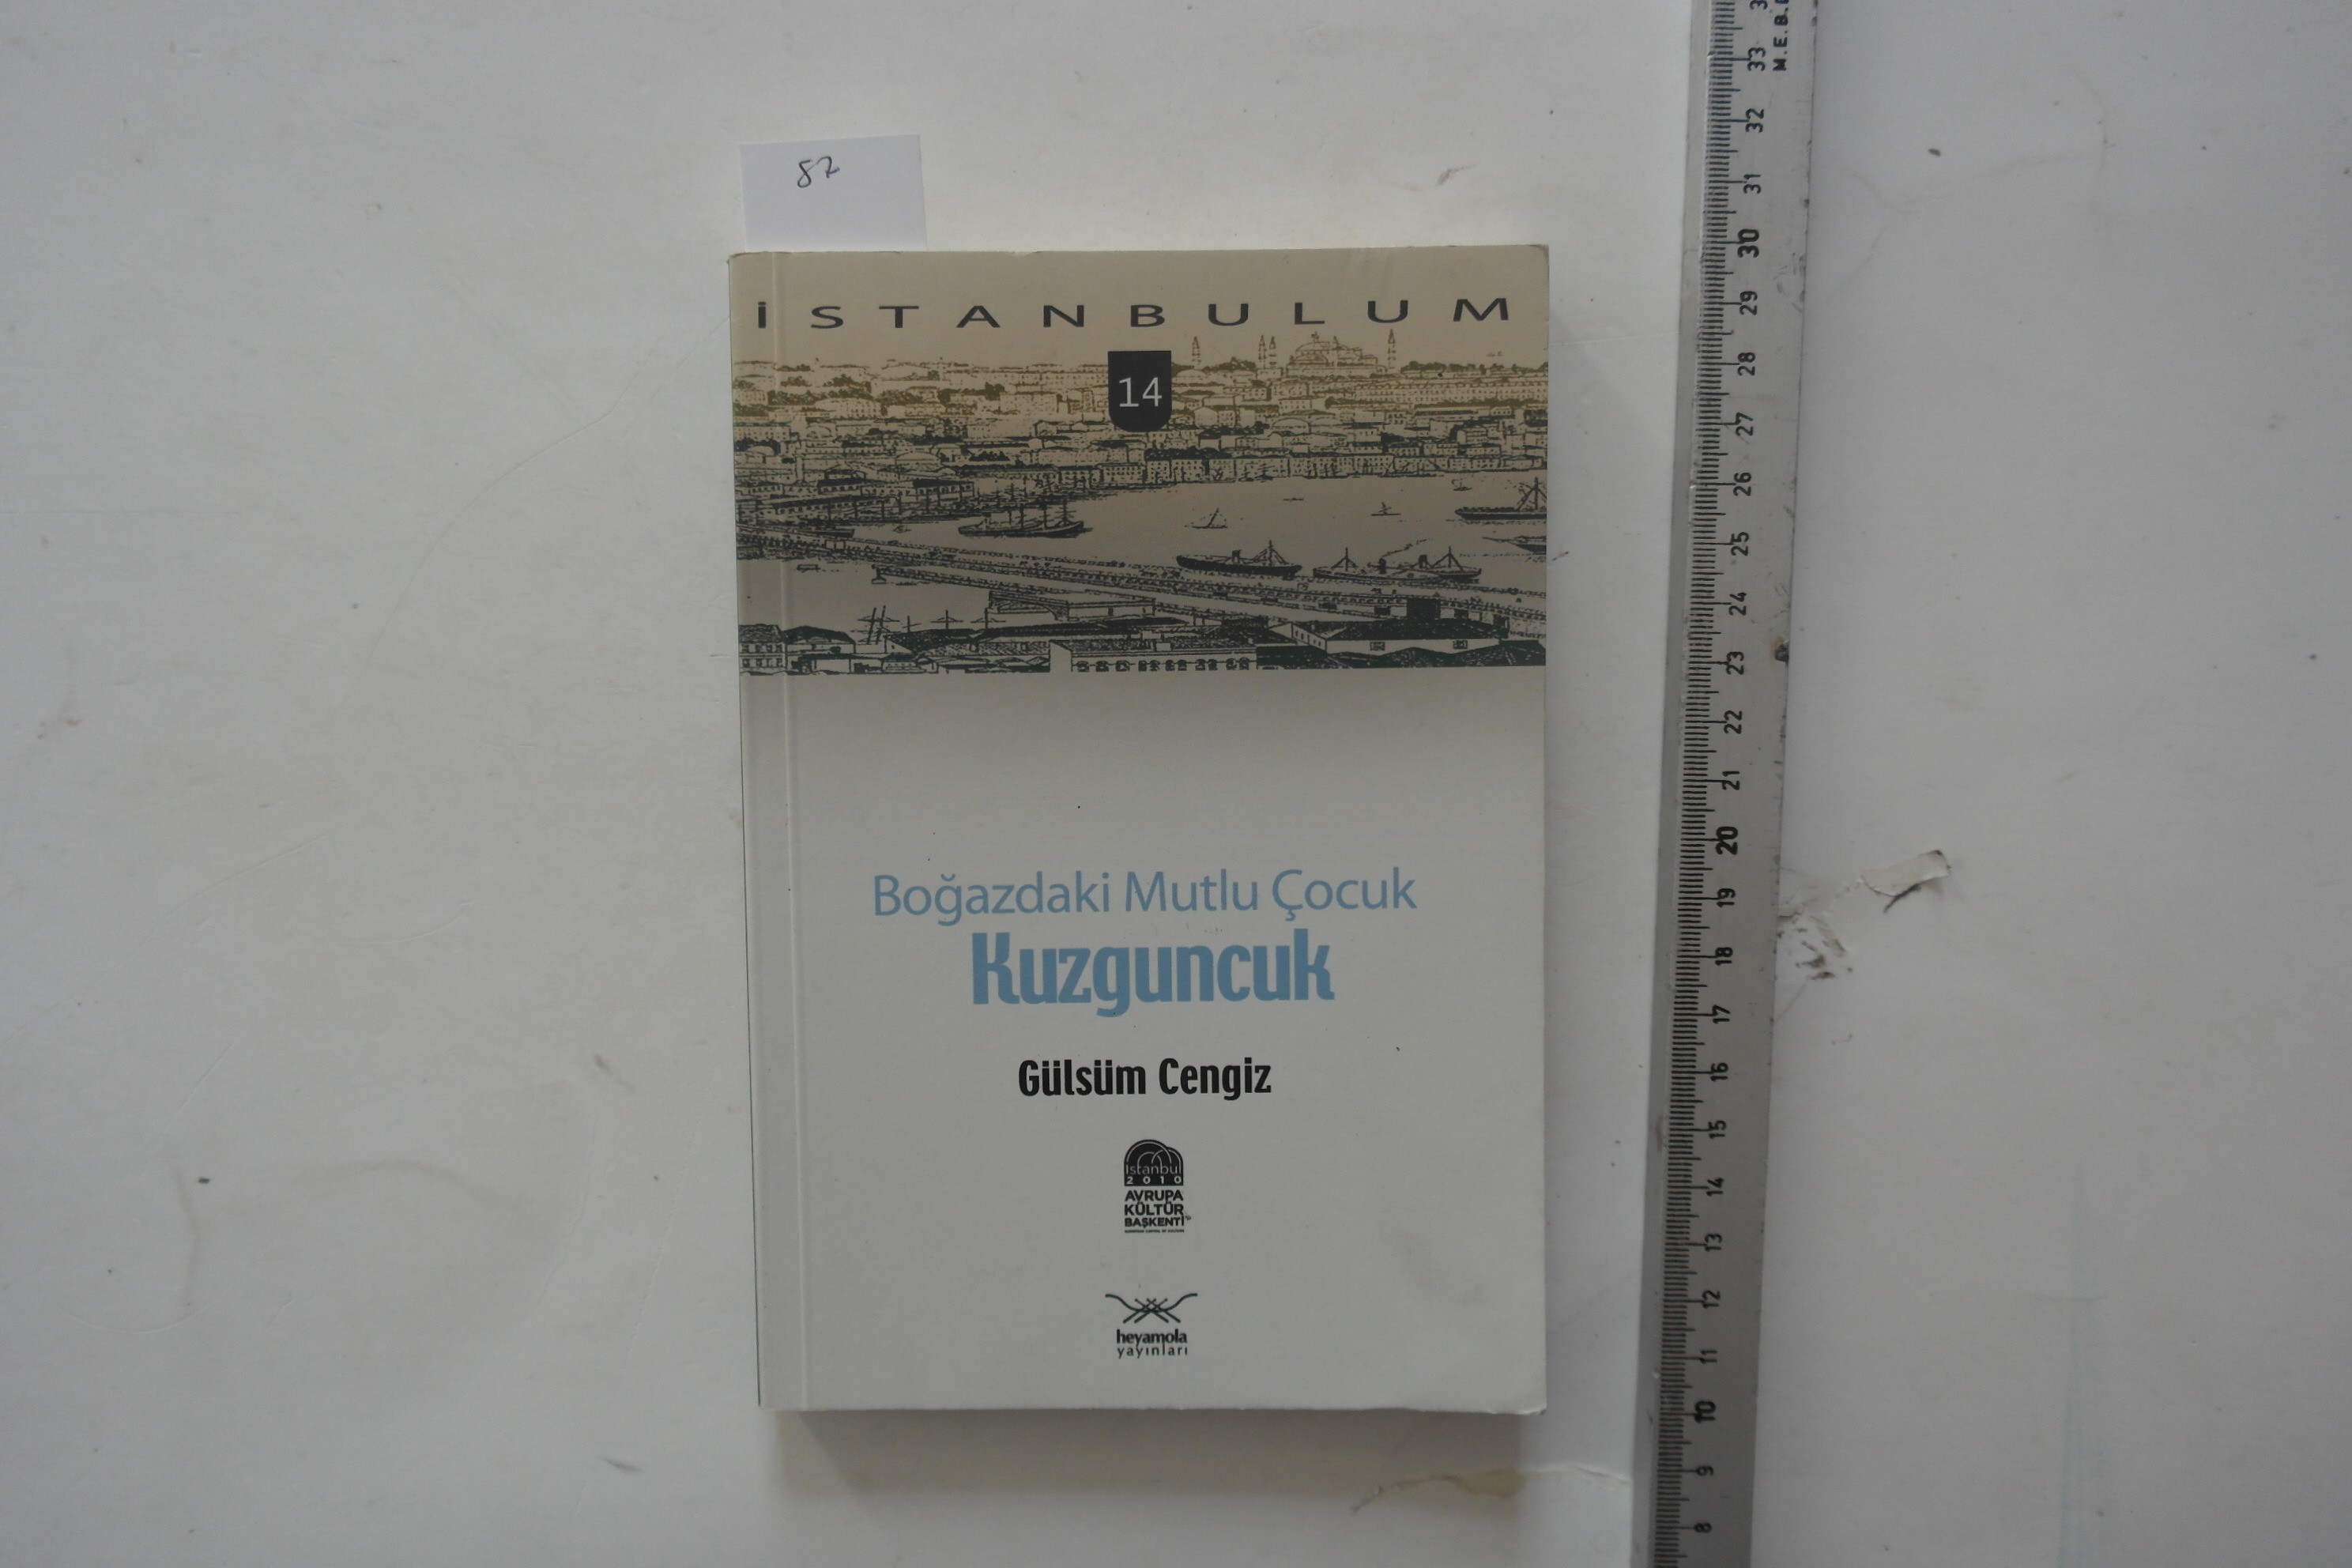 87
İSTANBULUM
14
Boğazdaki Mutlu Çocuk
Kuzguncuk
Gülsüm Cengiz
istanbul
2010
AVRUPA
KÜLTÜR
BAŞKENTİ
heyamola
yayınları
M.E.B.
33
32
31
30
29
28
27
26
25
24
23
22
21
20
19
18
17
16
15
14
13
12
11
10
9
8